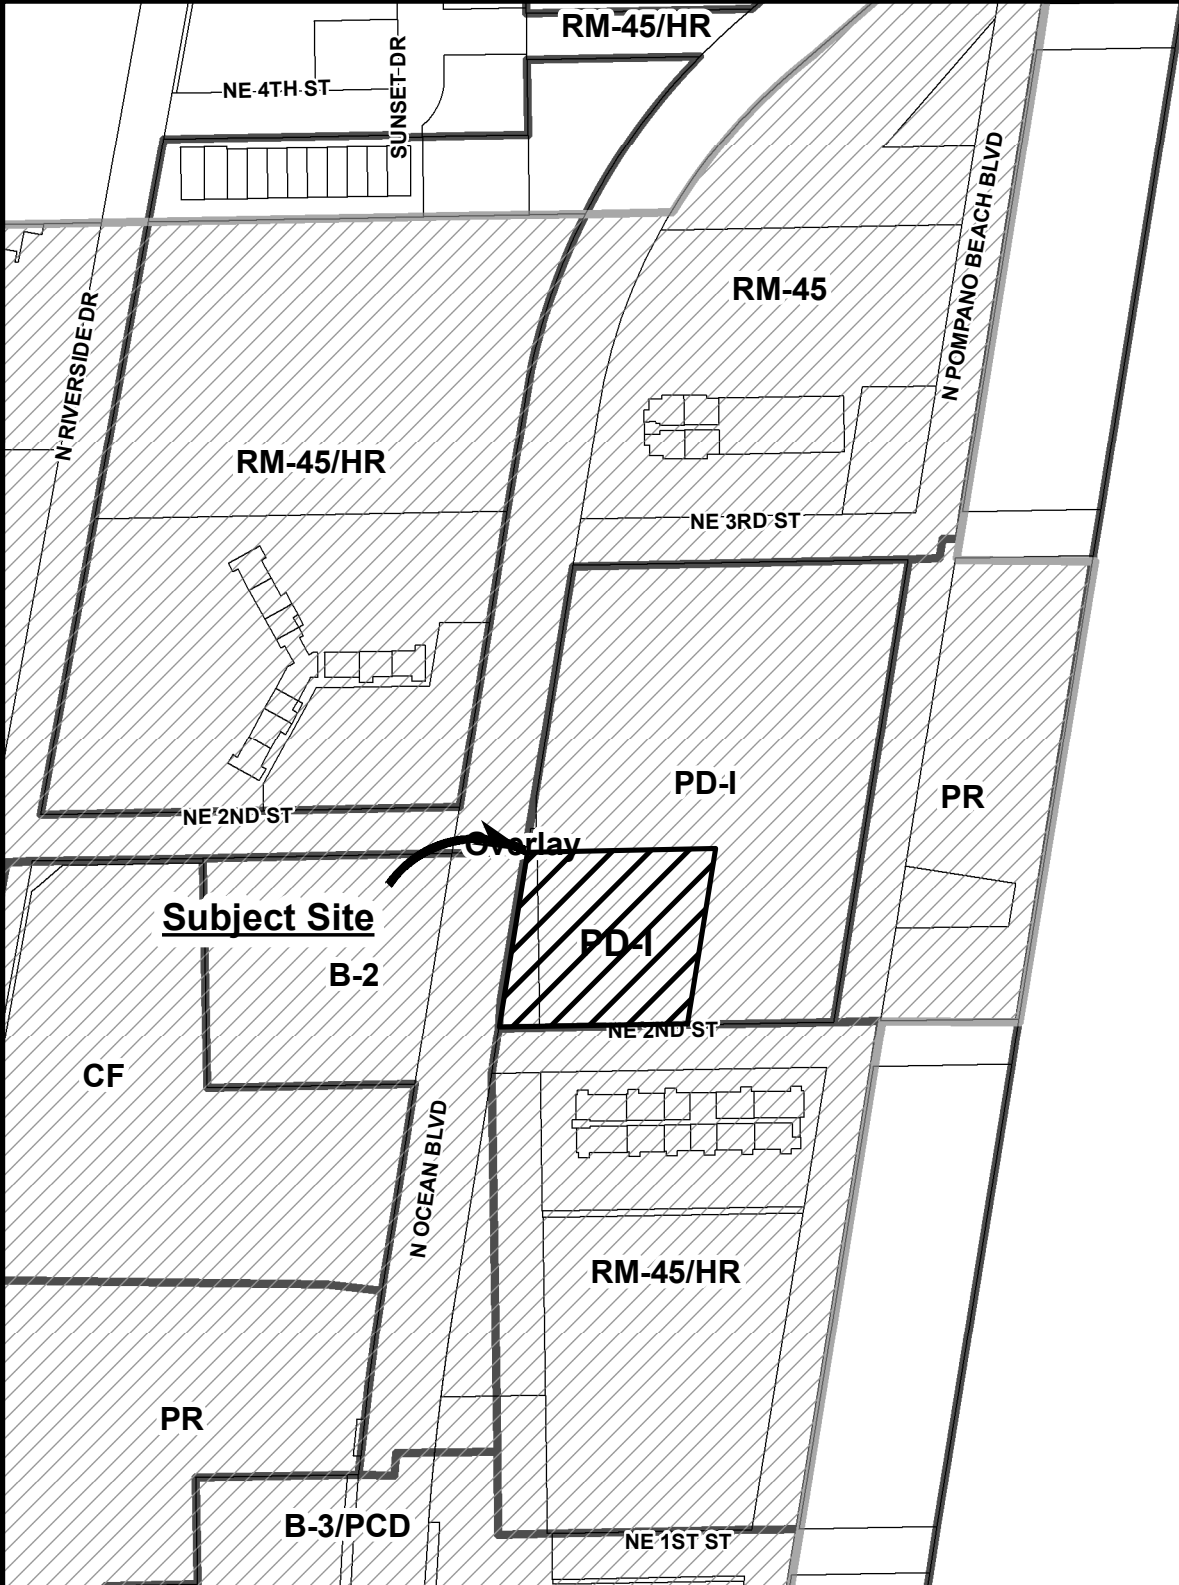 RM-45/HR
SUNSET DR
NE 4TH ST
N POMPANO BEACH BLVD
RM-45
N RIVERSIDE DR
RM-45/HR
NE 3RD ST
PD-I
PR
NE 2ND ST
Overlay
Subject Site
PD-I
B-2
NE 2ND ST
CF
N OCEAN BLVD
RM-45/HR
PR
B-3/PCD
NE 1ST ST